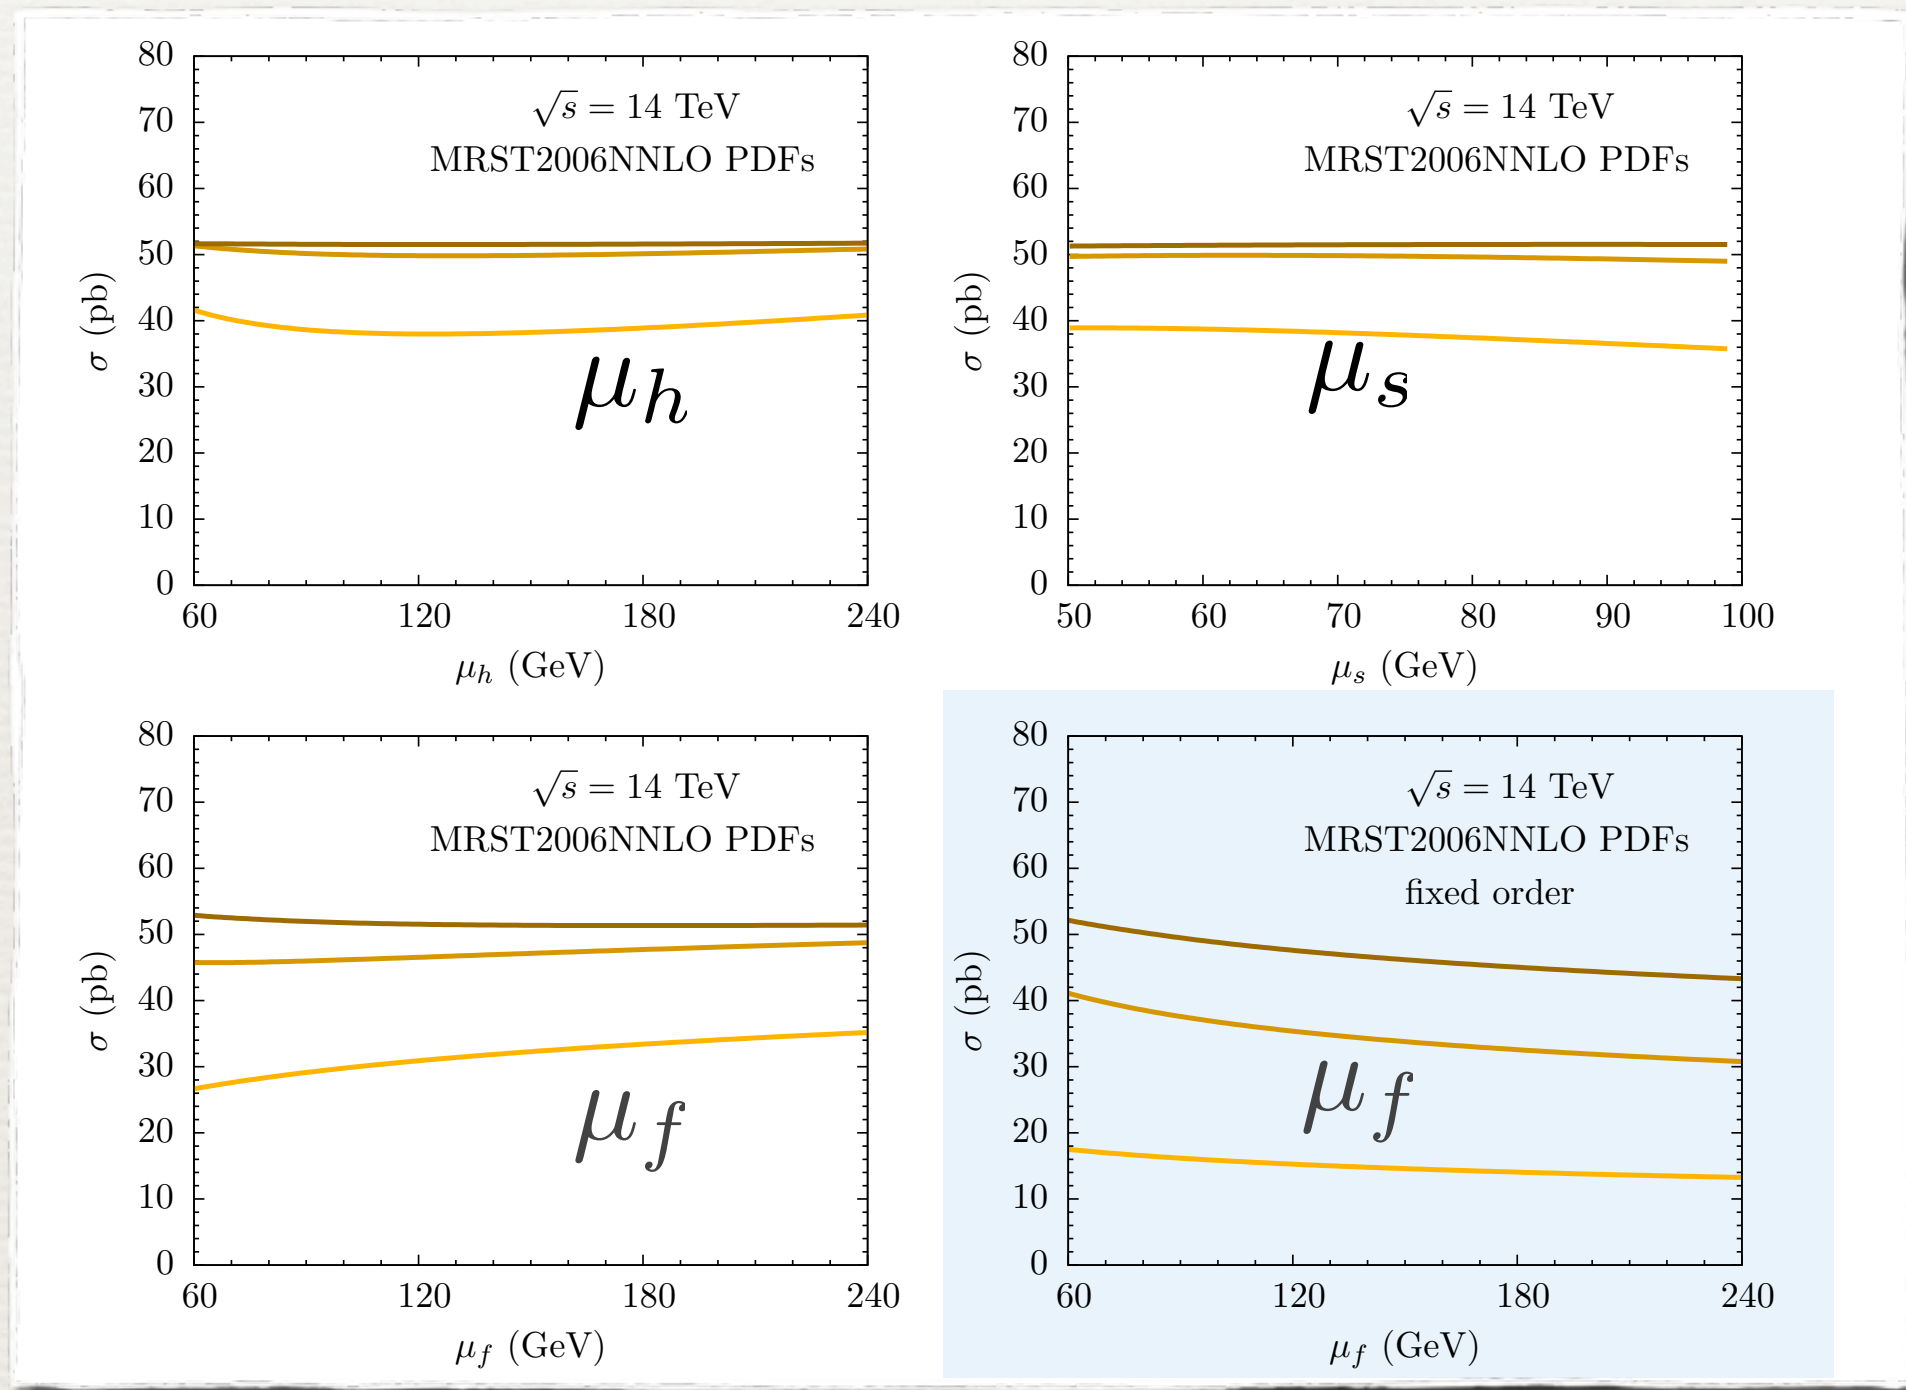 80
70
60
50
40
30
20
10
0
σ (pb)
√s = 14 TeV
MRST2006NNLO PDFs
μh
60 120 180 240
μh (GeV)
80
70
60
50
40
30
20
10
0
σ (pb)
√s = 14 TeV
MRST2006NNLO PDFs
μs
50 60 70 80 90 100
μs (GeV)
80
70
60
50
40
30
20
10
0
σ (pb)
√s = 14 TeV
MRST2006NNLO PDFs
μf
60 120 180 240
μf (GeV)
80
70
60
50
40
30
20
10
0
σ (pb)
√s = 14 TeV
MRST2006NNLO PDFs
fixed order
μf
60 120 180 240
μf (GeV)